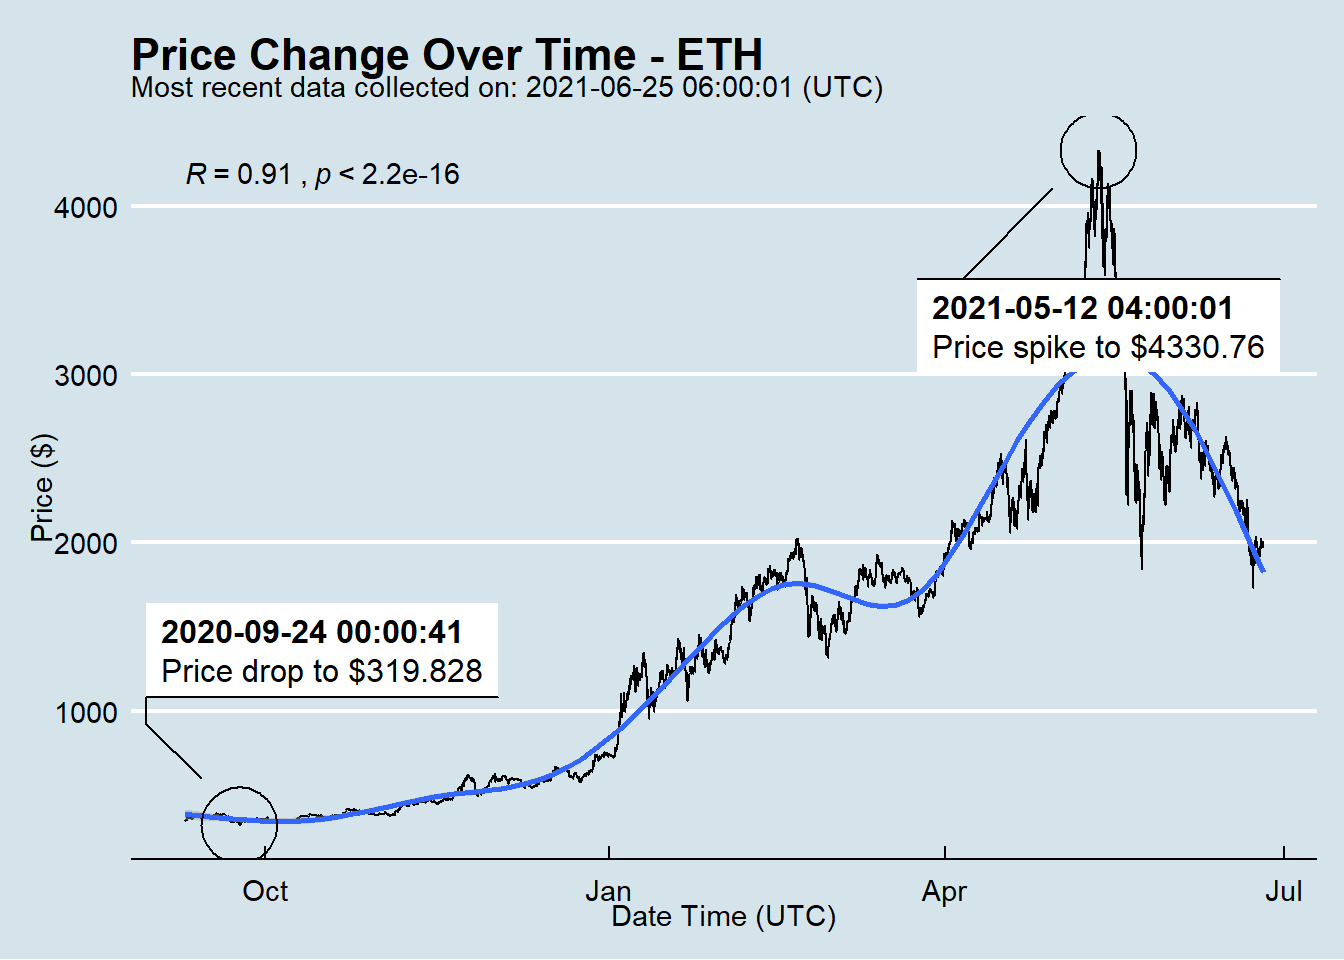 Price Change Over Time - ETH
Most recent data collected on: 2021-06-25 06:00:01 (UTC)
R = 0.91 , p < 2.2e-16
4000
3000
2000
1000
Price ($)
2021-05-12 04:00:01
Price spike to $4330.76
2020-09-24 00:00:41
Price drop to $319.828
Oct
Jan
Apr
Jul
Date Time (UTC)